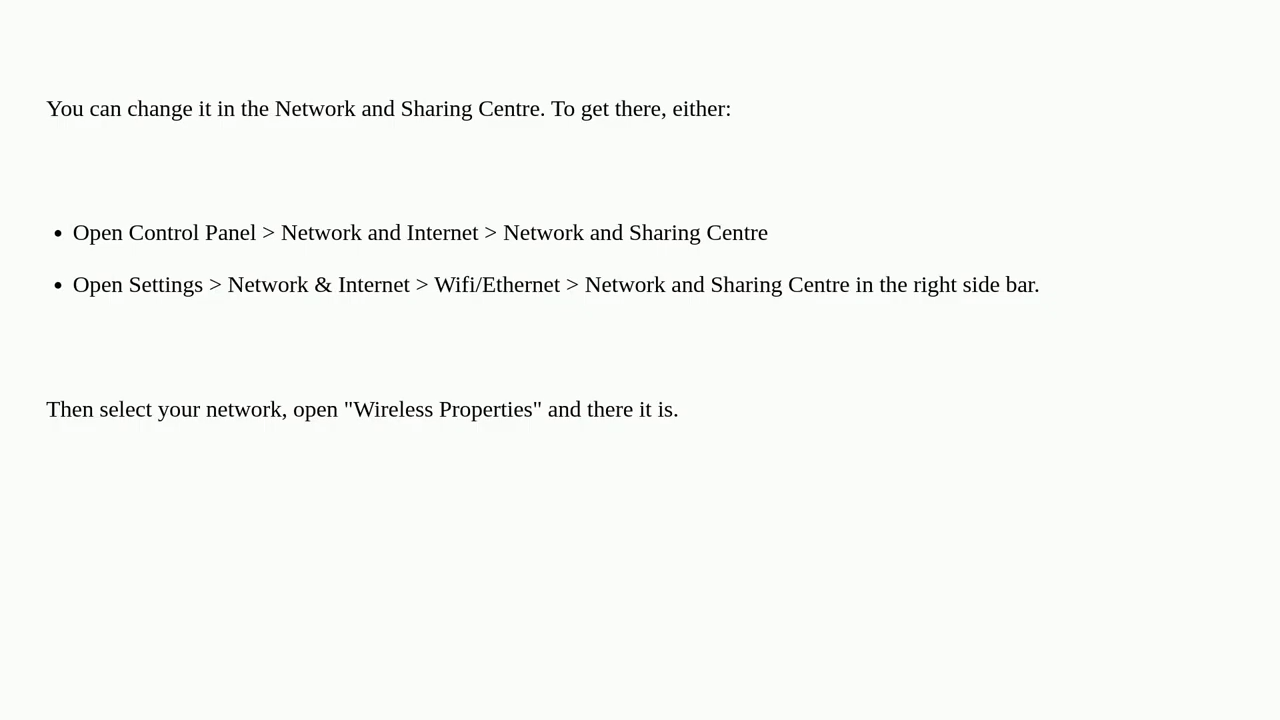 You can change it in the Network and Sharing Centre. To get there, either:
• Open Control Panel > Network and Internet > Network and Sharing Centre
• Open Settings > Network & Internet > Wifi/Ethernet > Network and Sharing Centre in the right side bar.
Then select your network, open "Wireless Properties" and there it is.